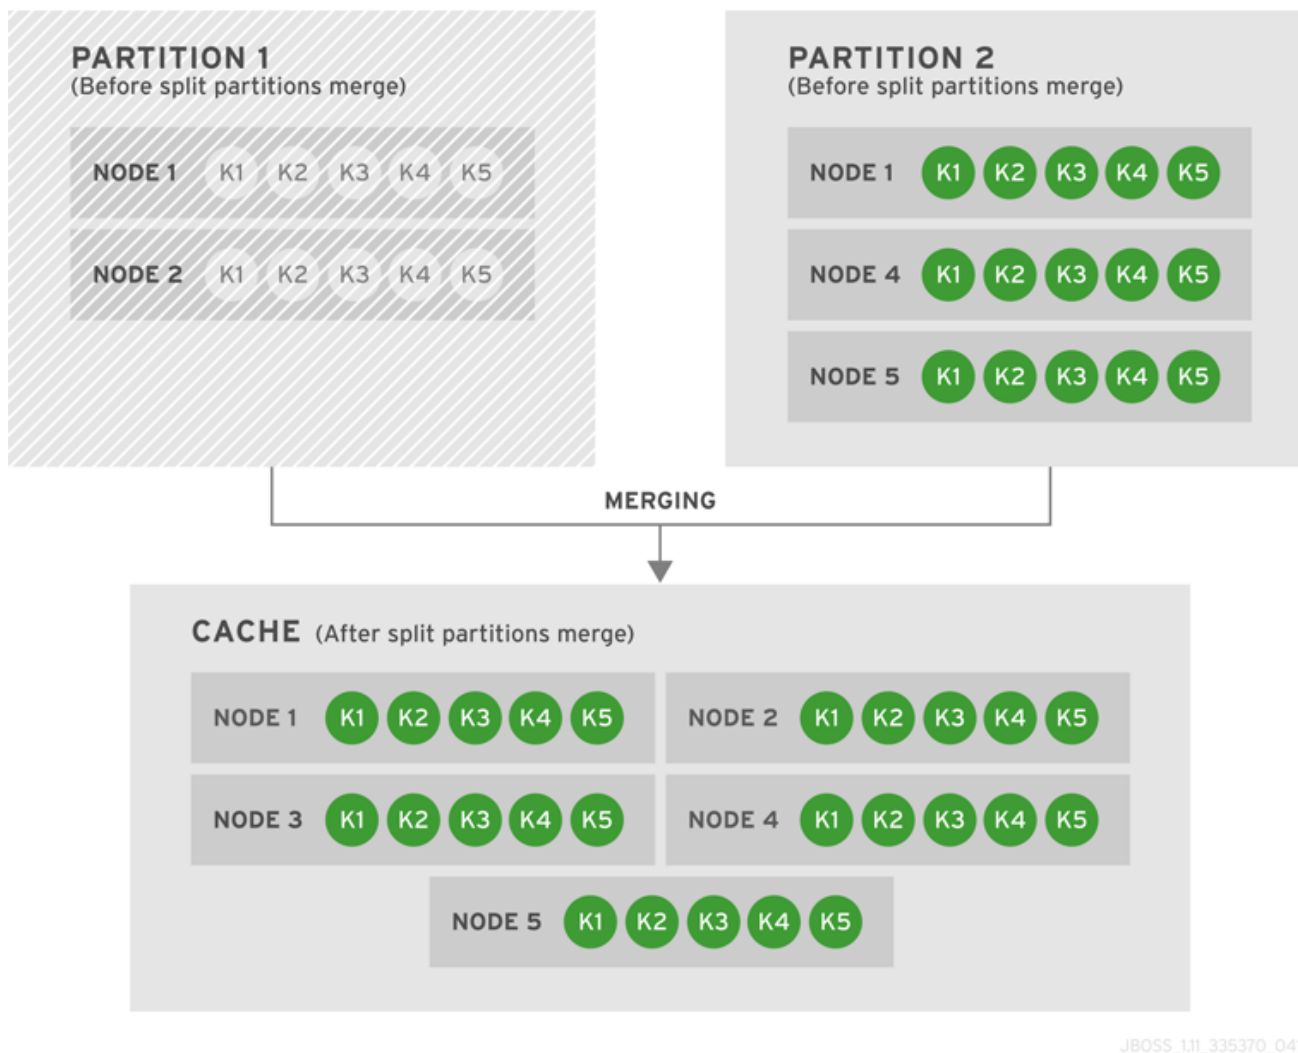 PARTITION 1
(Before split partitions merge)
NODE 1 K1 K2 K3 K4 K5
NODE 2 K1 K2 K3 K4 K5
PARTITION 2
(Before split partitions merge)
NODE 1 K1 K2 K3 K4 K5
NODE 4 K1 K2 K3 K4 K5
NODE 5 K1 K2 K3 K4 K5
MERGING
CACHE (After split partitions merge)
NODE 1 K1 K2 K3 K4 K5
NODE 2 K1 K2 K3 K4 K5
NODE 3 K1 K2 K3 K4 K5
NODE 4 K1 K2 K3 K4 K5
NODE 5 K1 K2 K3 K4 K5
JBOSS_1.11_335370_04